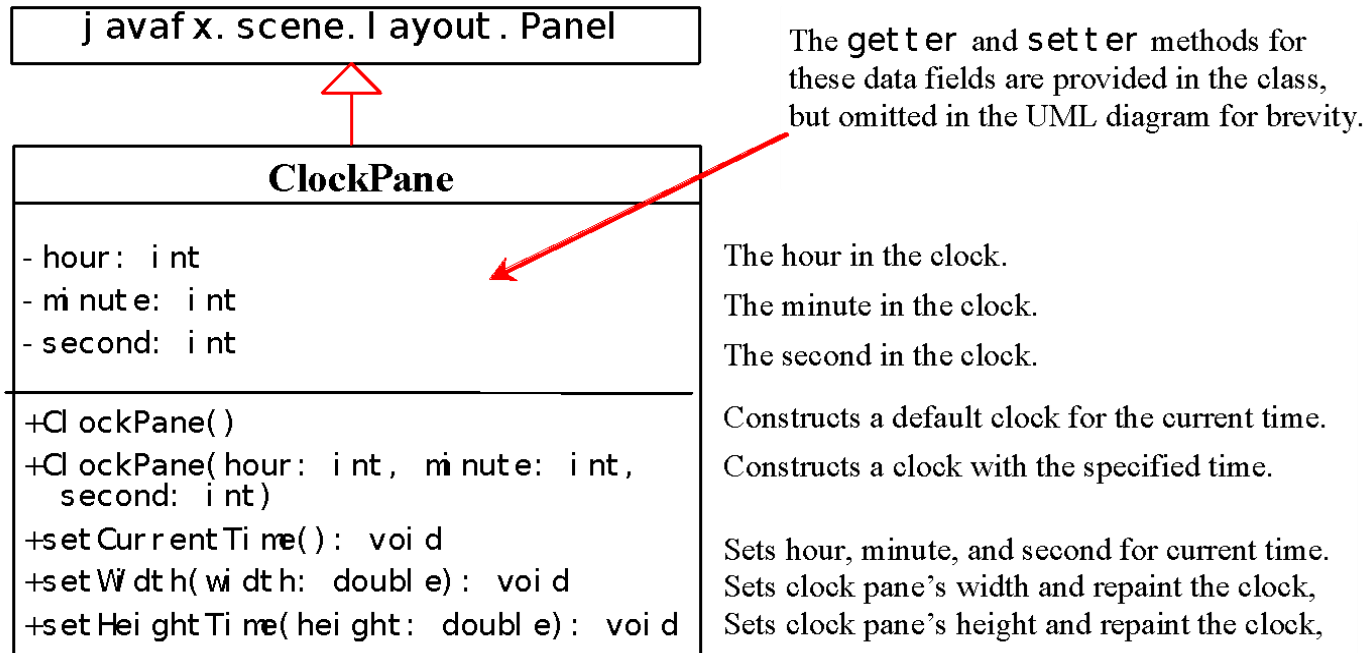 javafx.scene.layout.Panel
The getter and setter methods for
these data fields are provided in the class,
but omitted in the UML diagram for brevity.
ClockPane
- hour: int
The hour in the clock.
- minute: int
The minute in the clock.
- second: int
The second in the clock.
+ClockPane()
Constructs a default clock for the current time.
+ClockPane(hour: int, minute: int,
second: int)
Constructs a clock with the specified time.
+setCurrentTime(): void
Sets hour, minute, and second for current time.
+setWidth(width: double): void
Sets clock pane's width and repaint the clock,
+setHeightTime(height: double): void
Sets clock pane's height and repaint the clock,